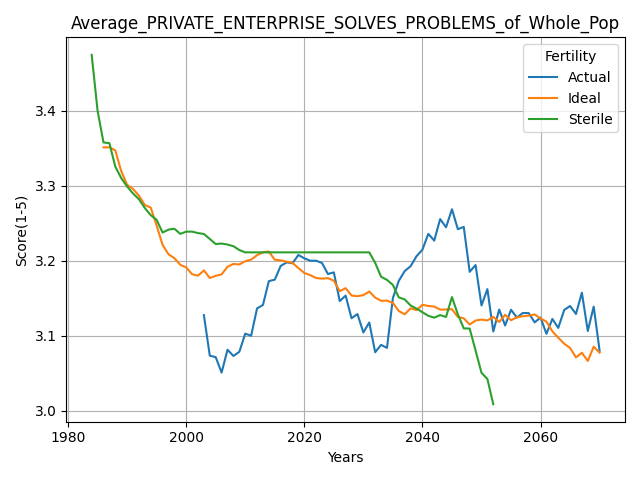 Average_PRIVATE_ENTERPRISE_SOLVES_PROBLEMS_of_Whole_Pop
Fertility
Actual
Ideal
Sterile
3.4
3.3
3.2
3.1
3.0
Score(1-5)
1980
2000
2020
2040
2060
Years